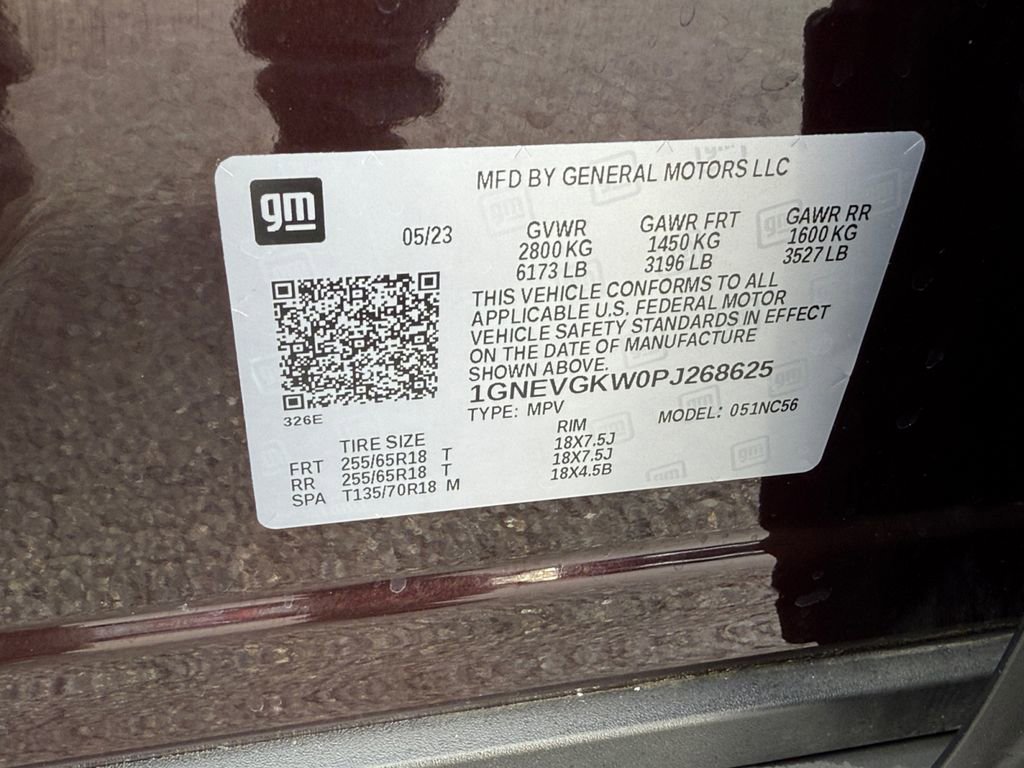 gm
MFD BY GENERAL MOTORS LLC
05/23
GVWR GAWR FRT GAWR RR
2800 KG 1450 KG 1600 KG
6173 LB 3196 LB 3527 LB
THIS VEHICLE CONFORMS TO ALL
APPLICABLE U.S. FEDERAL MOTOR
VEHICLE SAFETY STANDARDS IN EFFECT
ON THE DATE OF MANUFACTURE
SHOWN ABOVE.
1GNEVGKW0PJ268625
TYPE: MPV MODEL: 051NC56
326E
TIRE SIZE RIM
FRT 255/65R18 T 18X7.5J
RR 255/65R18 T 18X7.5J
SPA T135/70R18 M 18X4.5B